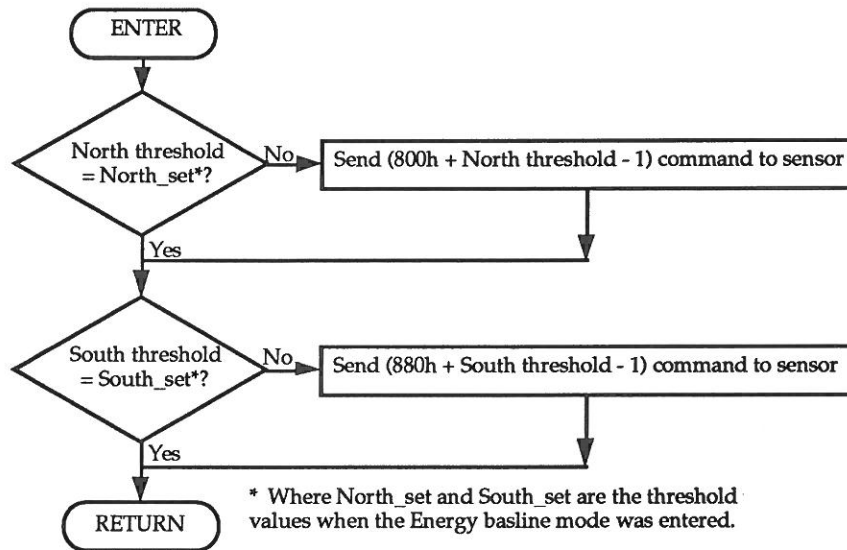 ENTER
North threshold
= North_set*?
No
Send (800h + North threshold - 1) command to sensor
Yes
South threshold
= South_set*?
No
Send (880h + South threshold - 1) command to sensor
Yes
RETURN
* Where North_set and South_set are the threshold
values when the Energy basline mode was entered.